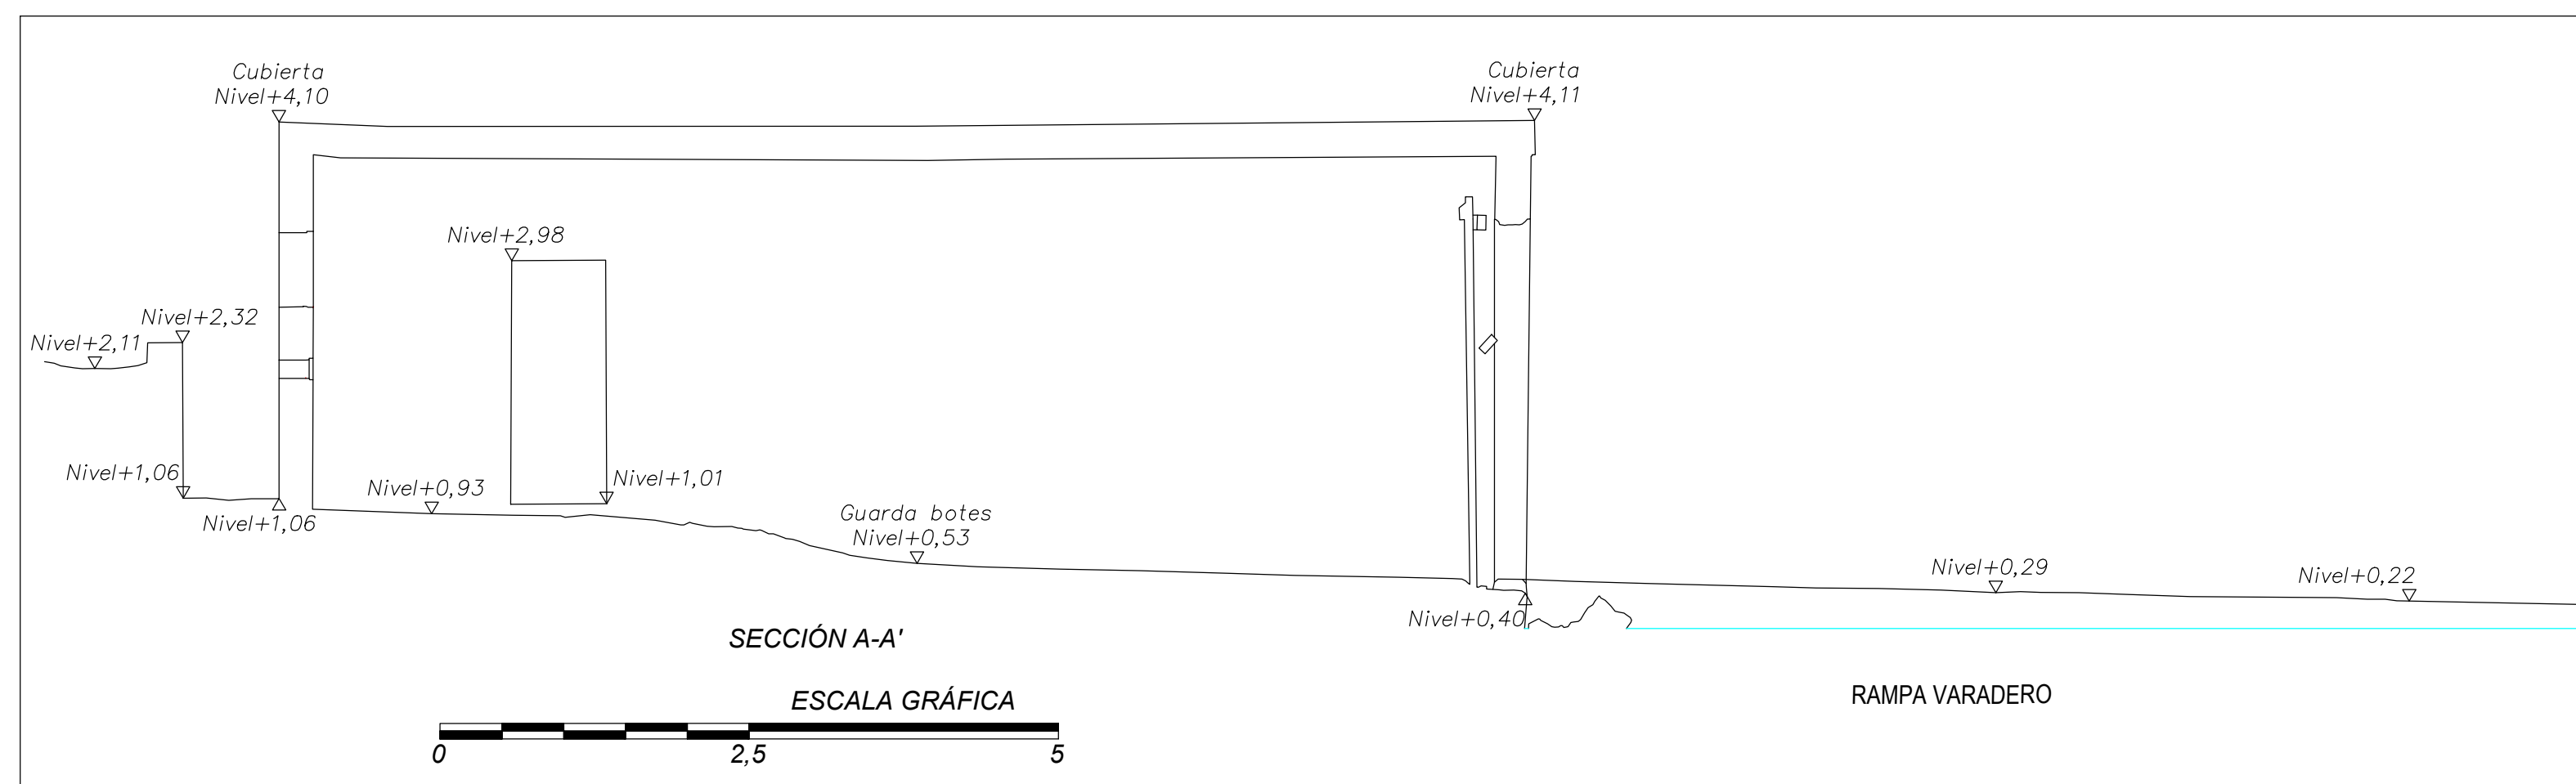 Cubierta
Nivel+4,10
Cubierta
Nivel+4,11
Nivel+2,98
Nivel+2,32
Nivel+2,11
Nivel+1,06
Nivel+0,93
Nivel+1,01
Nivel+1,06
Guarda botes
Nivel+0,53
Nivel+0,29
Nivel+0,22
Nivel+0,40
SECCIÓN A-A'
ESCALA GRÁFICA
RAMPA VARADERO
0 2,5 5